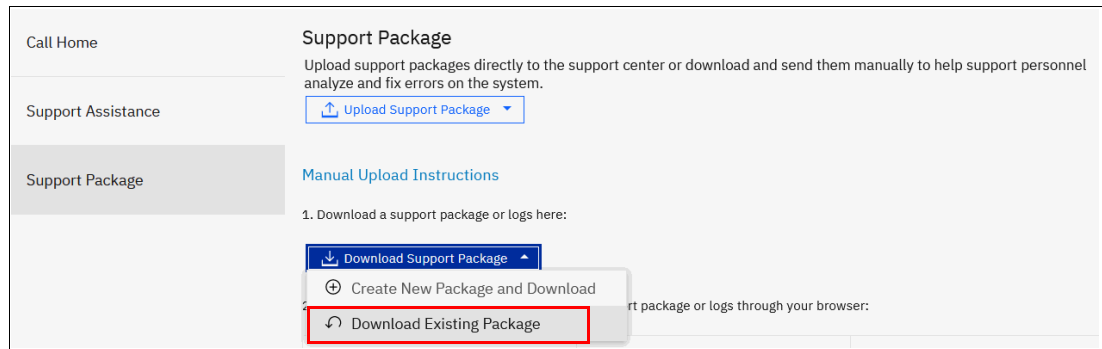 Call Home
Support Assistance
Support Package
Support Package
Upload support packages directly to the support center or download and send them manually to help support personnel
analyze and fix errors on the system.
Upload Support Package
Manual Upload Instructions
1. Download a support package or logs here:
Download Support Package
Create New Package and Download
package or logs through your browser:
Download Existing Package